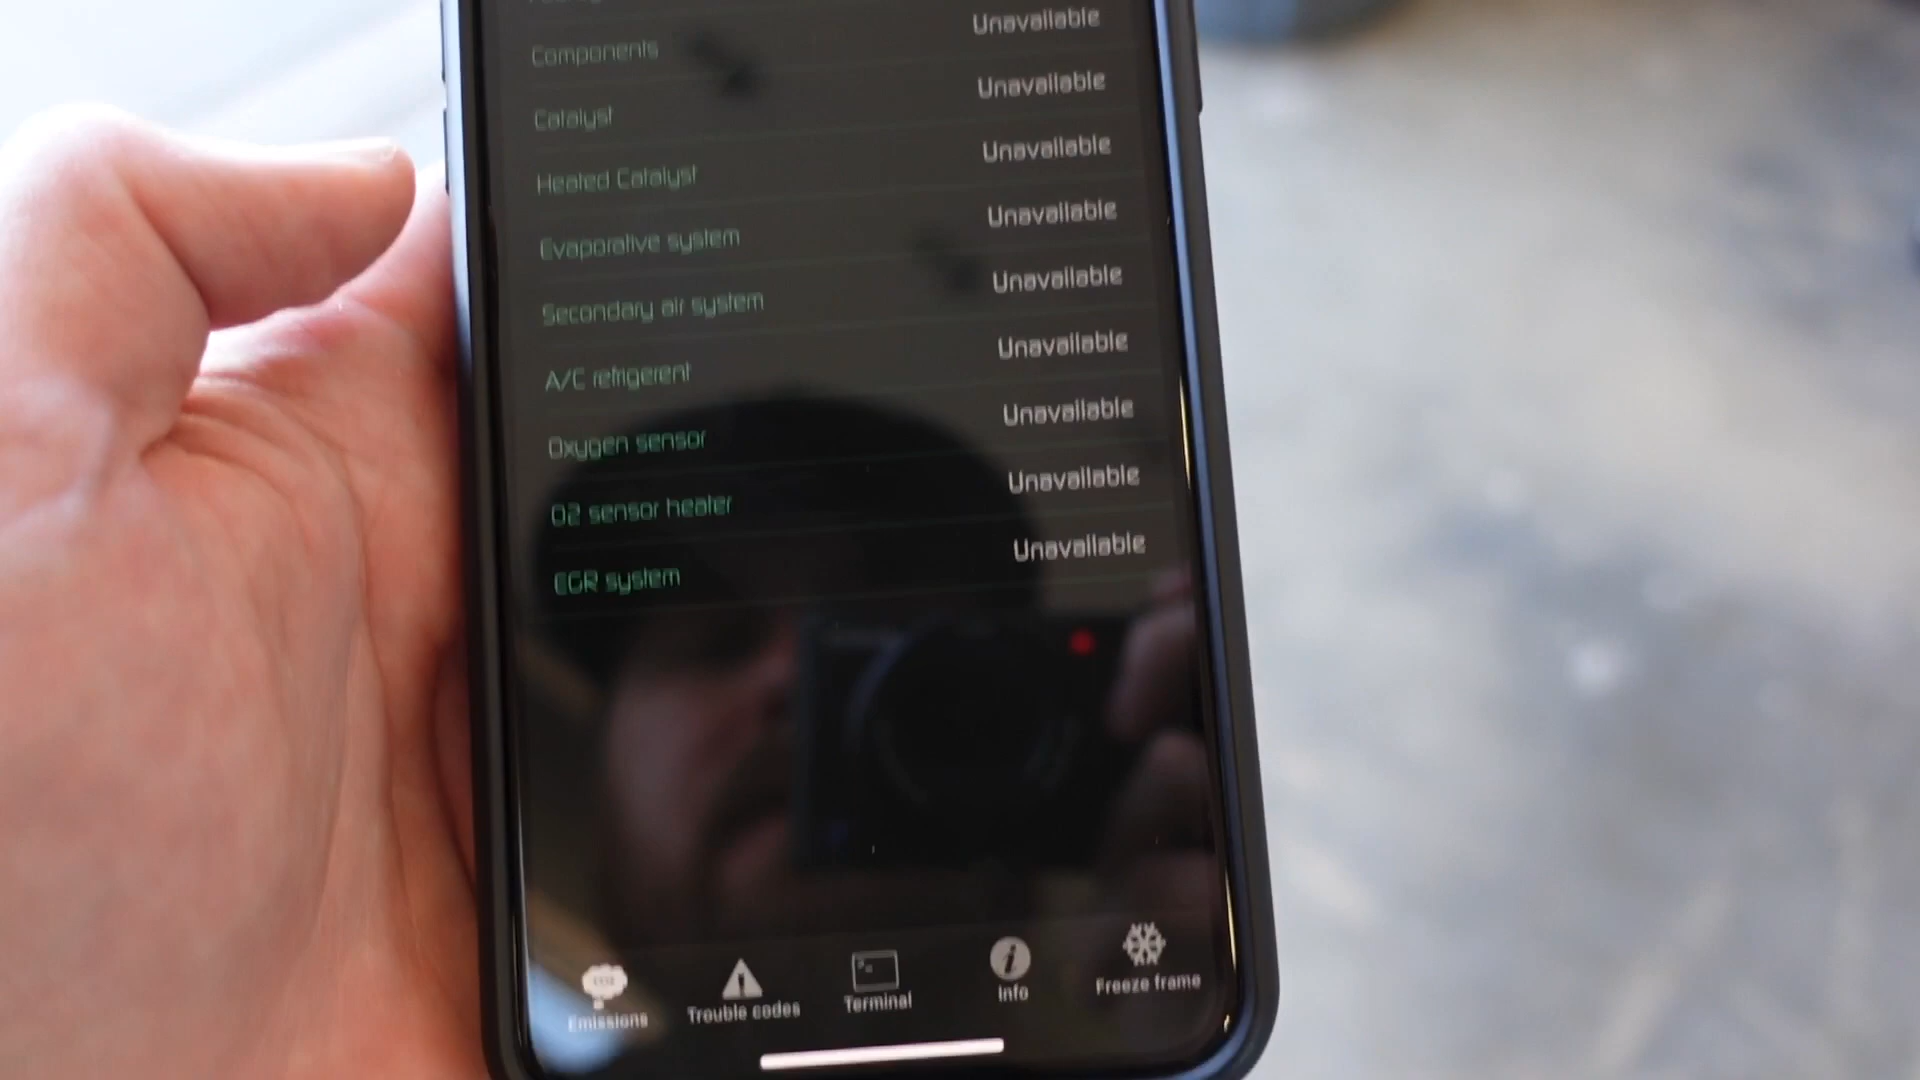 Unavailable
Components
Unavailable
Catalyst
Unavailable
Heated Catalyst
Unavailable
Evaporative system
Unavailable
Secondary air system
Unavailable
A/C refrigerent
Unavailable
Oxygen sensor
Unavailable
O2 sensor heater
Unavailable
EGR system
Emissions
Trouble codes
Terminal
Info
Freeze frame